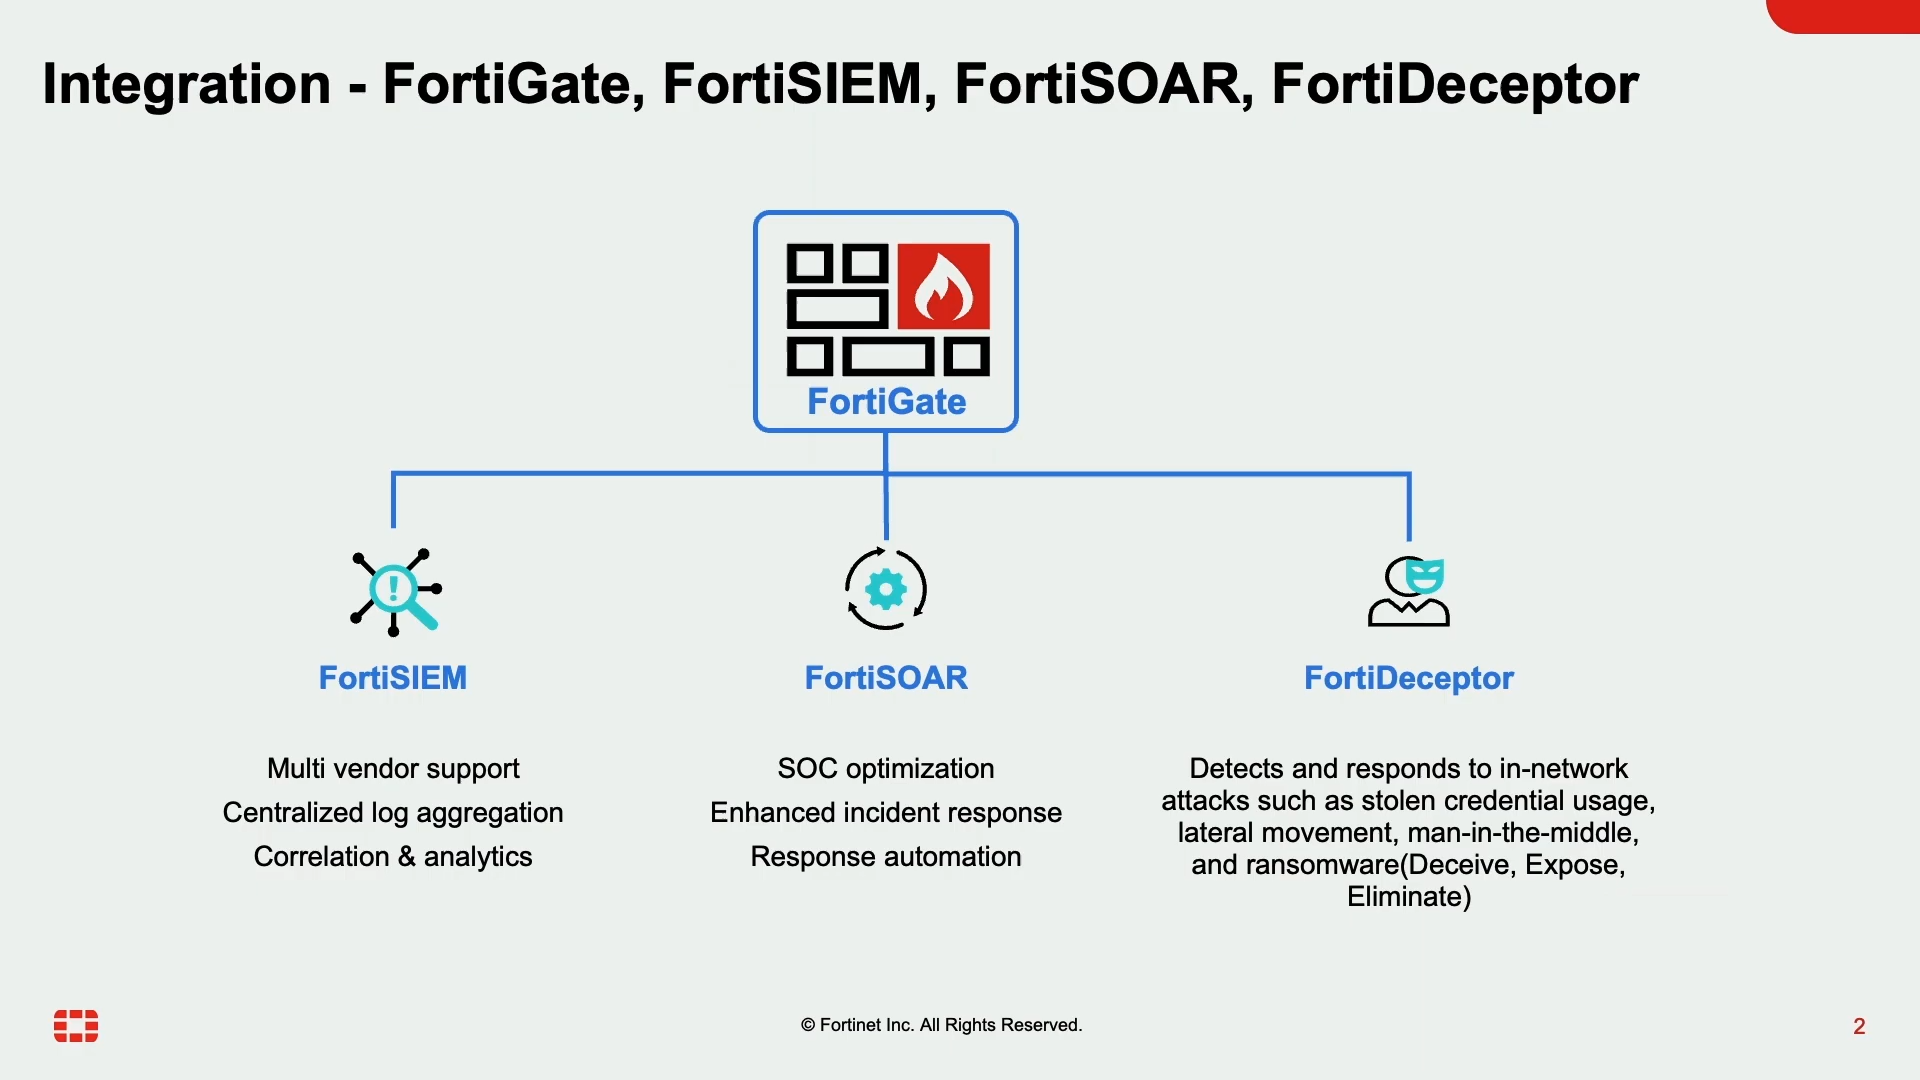 Integration - FortiGate, FortiSIEM, FortiSOAR, FortiDeceptor
FortiGate
FortiSIEM
Multi vendor support
Centralized log aggregation
Correlation & analytics
FortiSOAR
SOC optimization
Enhanced incident response
Response automation
FortiDeceptor
Detects and responds to in-network
attacks such as stolen credential usage,
lateral movement, man-in-the-middle,
and ransomware(Deceive, Expose,
Eliminate)
© Fortinet Inc. All Rights Reserved.
2